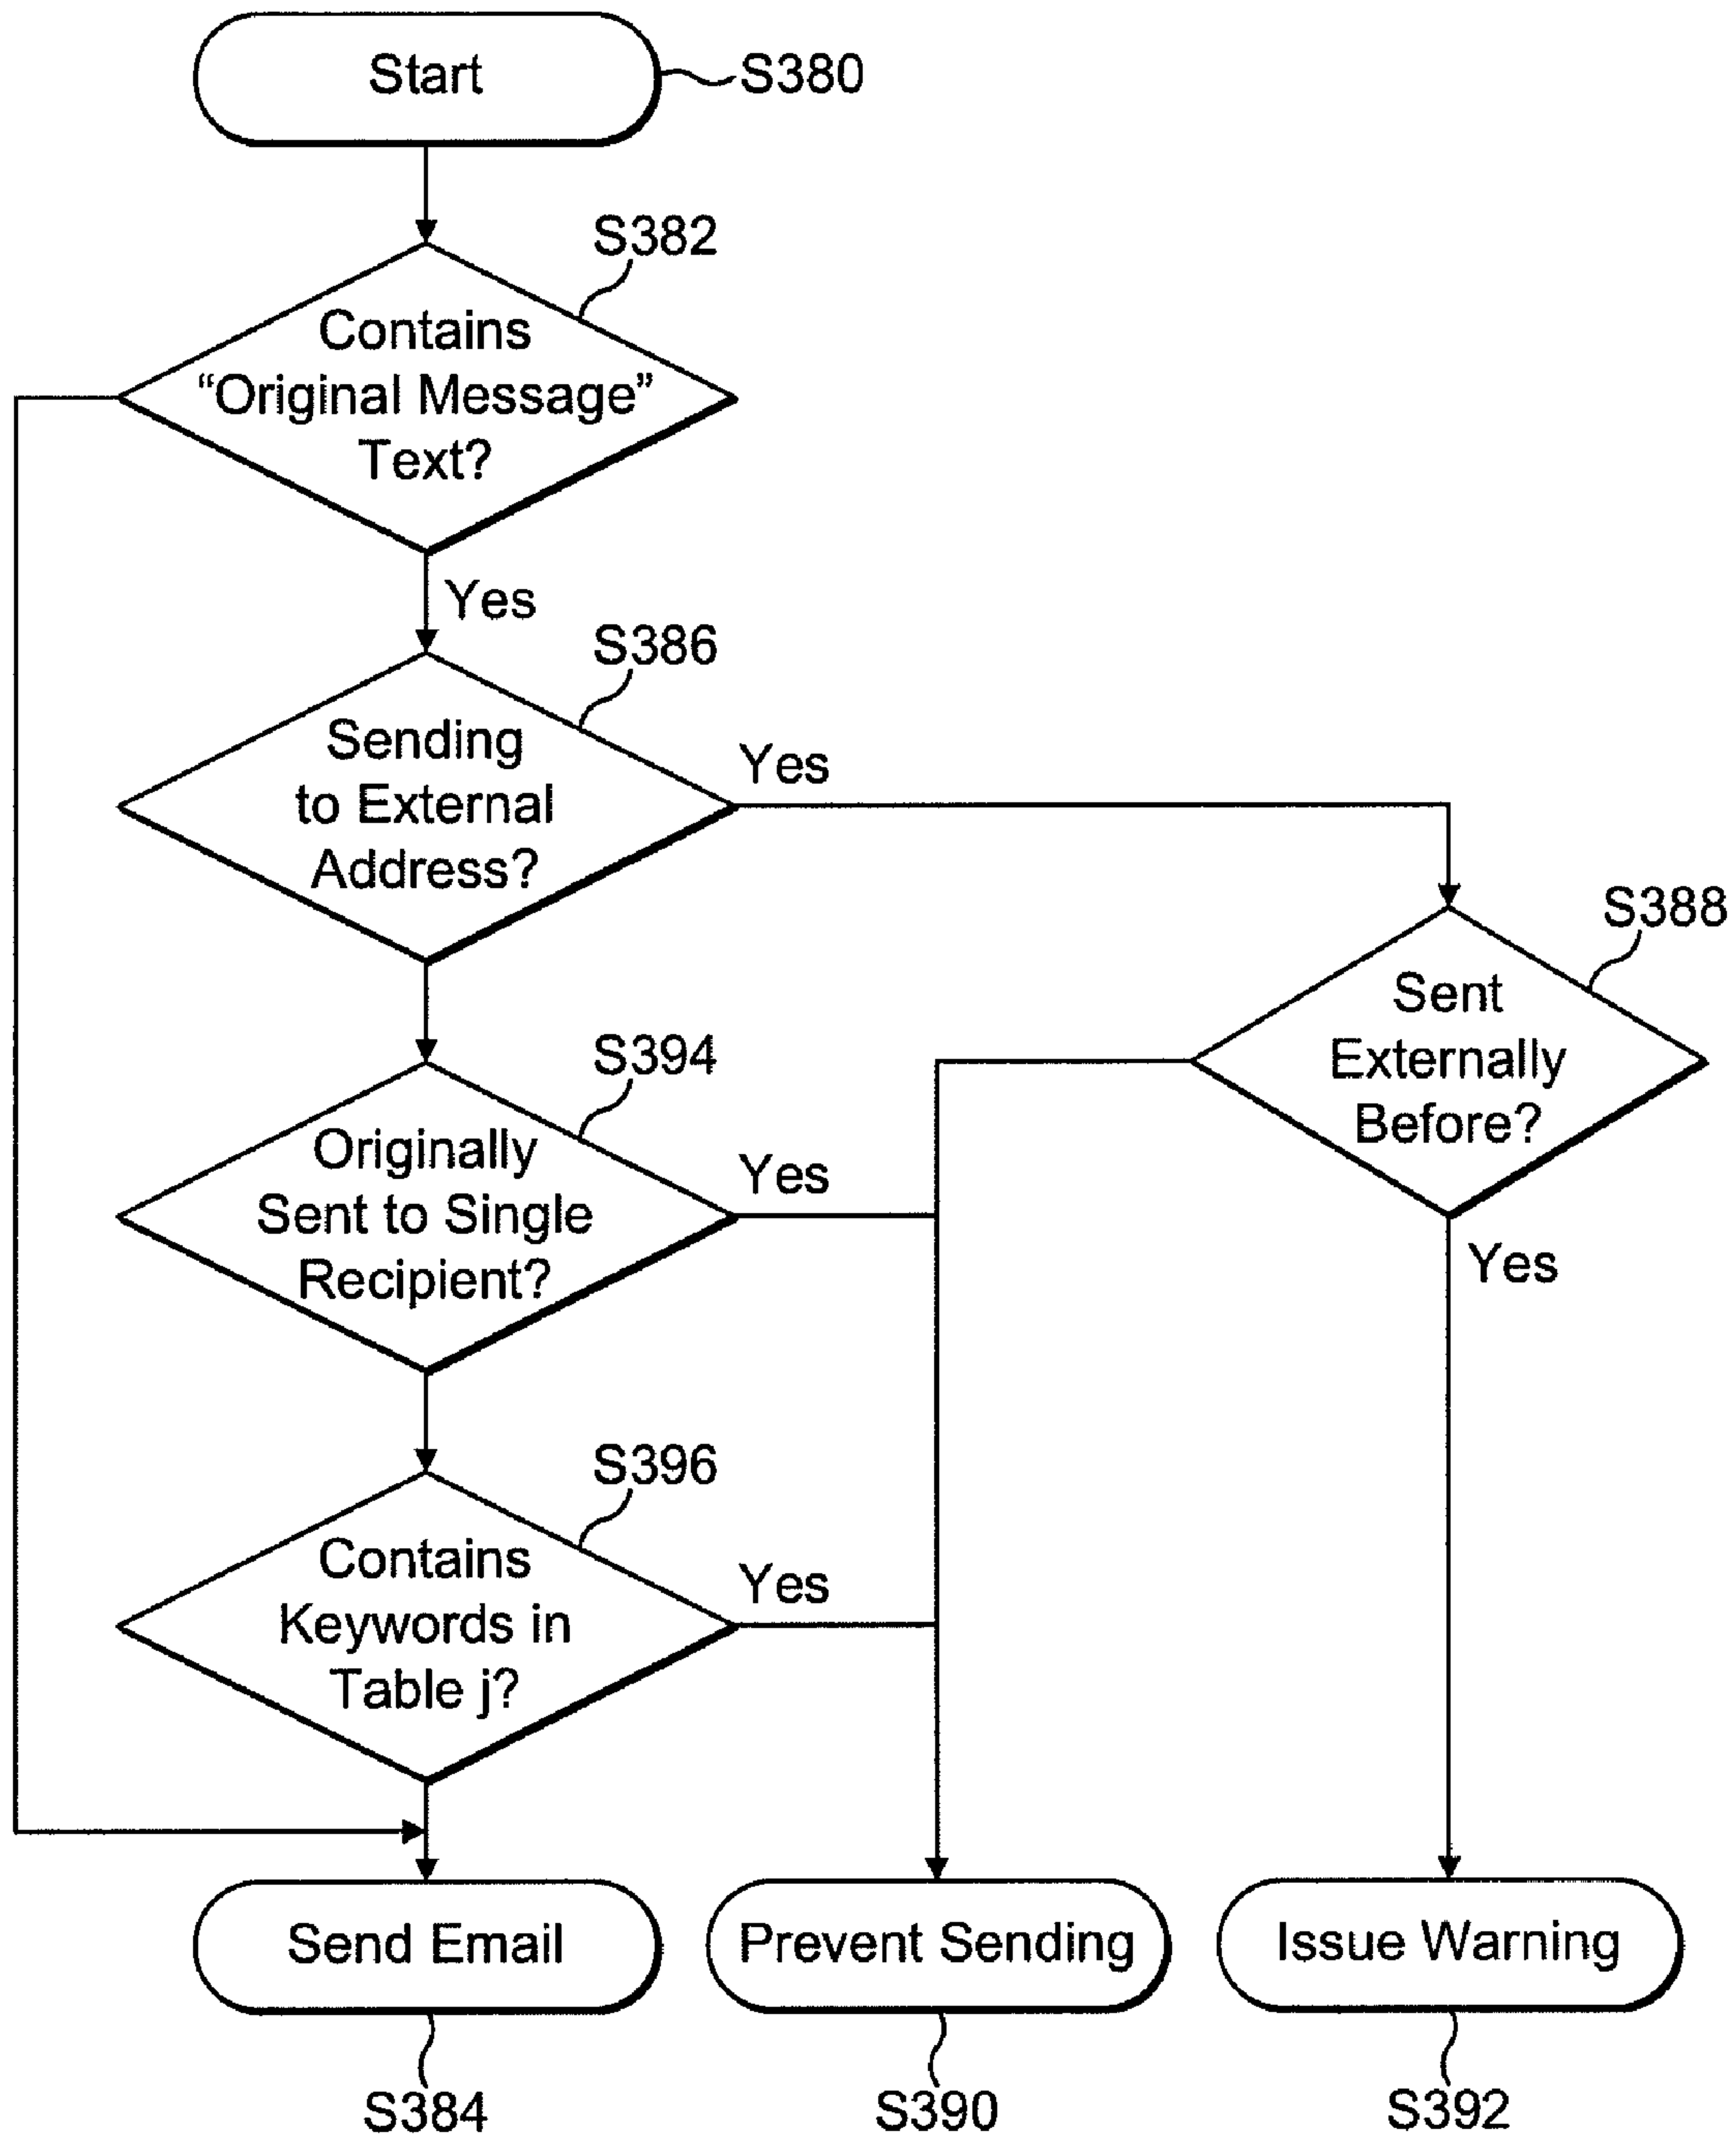 Start
S380
S382
Contains
“Original Message”
Text?
Yes
S386
Sending
to External
Address?
Yes
S388
Sent
Externally
Before?
Yes
S394
Originally
Sent to Single
Recipient?
Yes
S396
Contains
Keywords in
Table j?
Yes
Send Email
Prevent Sending
Issue Warning
S384
S390
S392